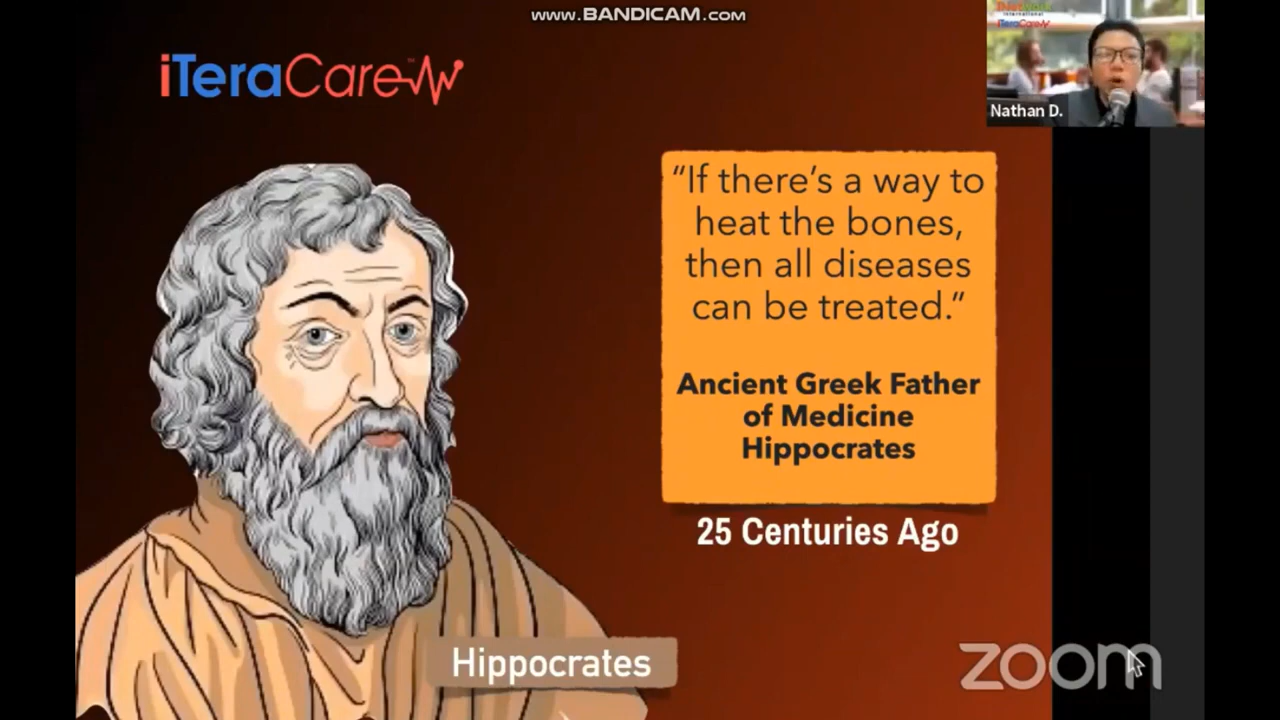 www.BANDICAM.com
iTeraCare
Nathan D.
“If there’s a way to
heat the bones,
then all diseases
can be treated.”
Ancient Greek Father
of Medicine
Hippocrates
25 Centuries Ago
Hippocrates
zoom